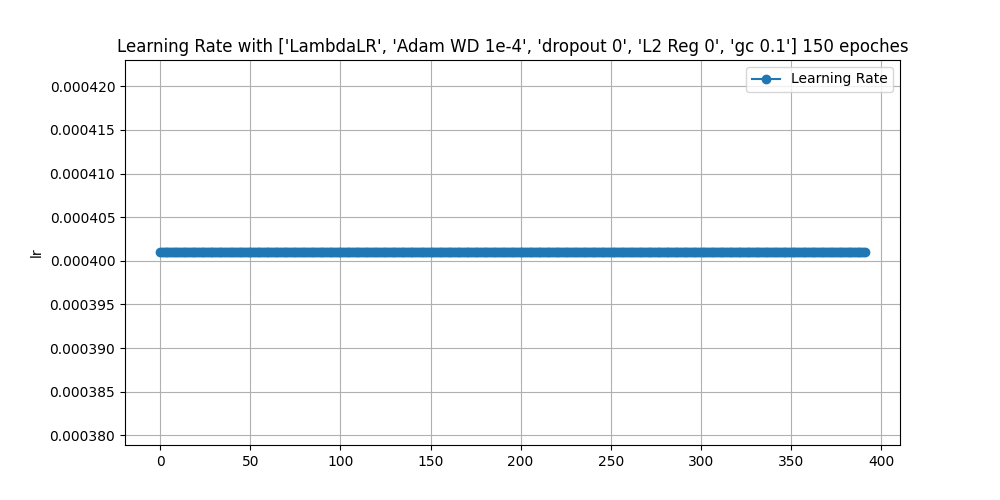 Learning Rate with ['LambdaLR', 'Adam WD 1e-4', 'dropout 0', 'L2 Reg 0', 'gc 0.1'] 150 epoches
Learning Rate
0.000420
0.000415
0.000410
0.000405
0.000400
0.000395
0.000390
0.000385
0.000380
lr
0 50 100 150 200 250 300 350 400